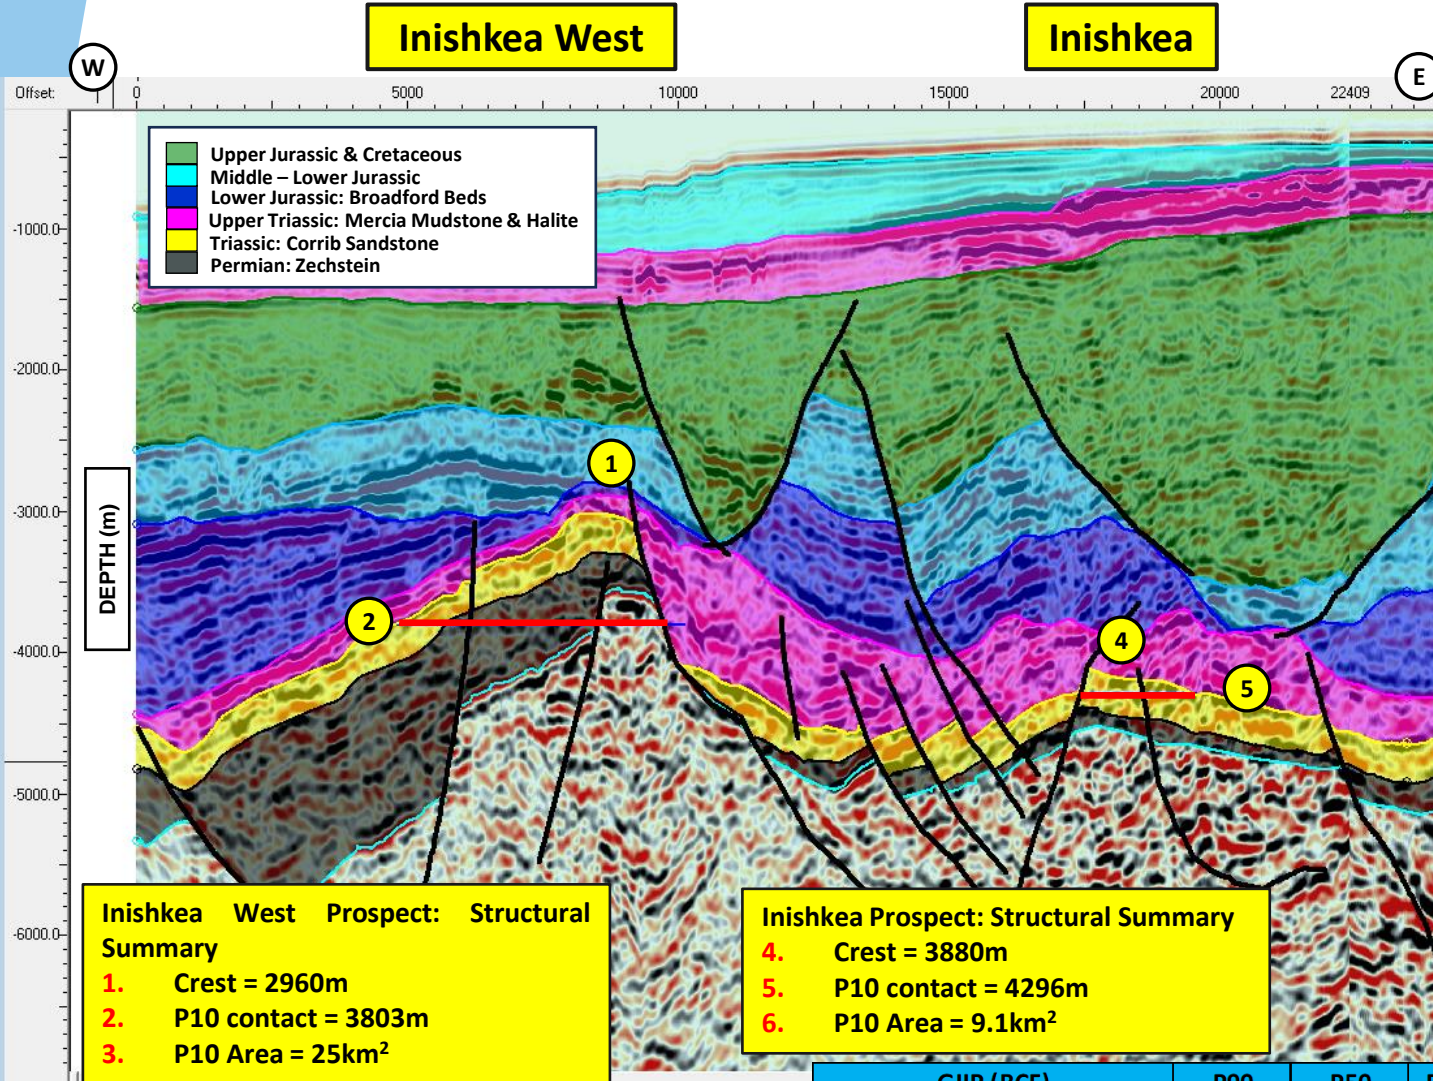 Inishkea West
Inishkea
W
E
Offset:
0
5000
10000
15000
20000
22409
Upper Jurassic & Cretaceous
Middle – Lower Jurassic
Lower Jurassic: Broadford Beds
Upper Triassic: Mercia Mudstone & Halite
Triassic: Corrib Sandstone
Permian: Zechstein
-1000.0
-2000.0
-3000.0
-4000.0
-5000.0
-6000.0
DEPTH (m)
1
2
4
5
Inishkea West Prospect: Structural
Summary
1. Crest = 2960m
2. P10 contact = 3803m
3. P10 Area = 25km²
Inishkea Prospect: Structural Summary
4. Crest = 3880m
5. P10 contact = 4296m
6. P10 Area = 9.1km²
GIIP (BCF) P90 P50